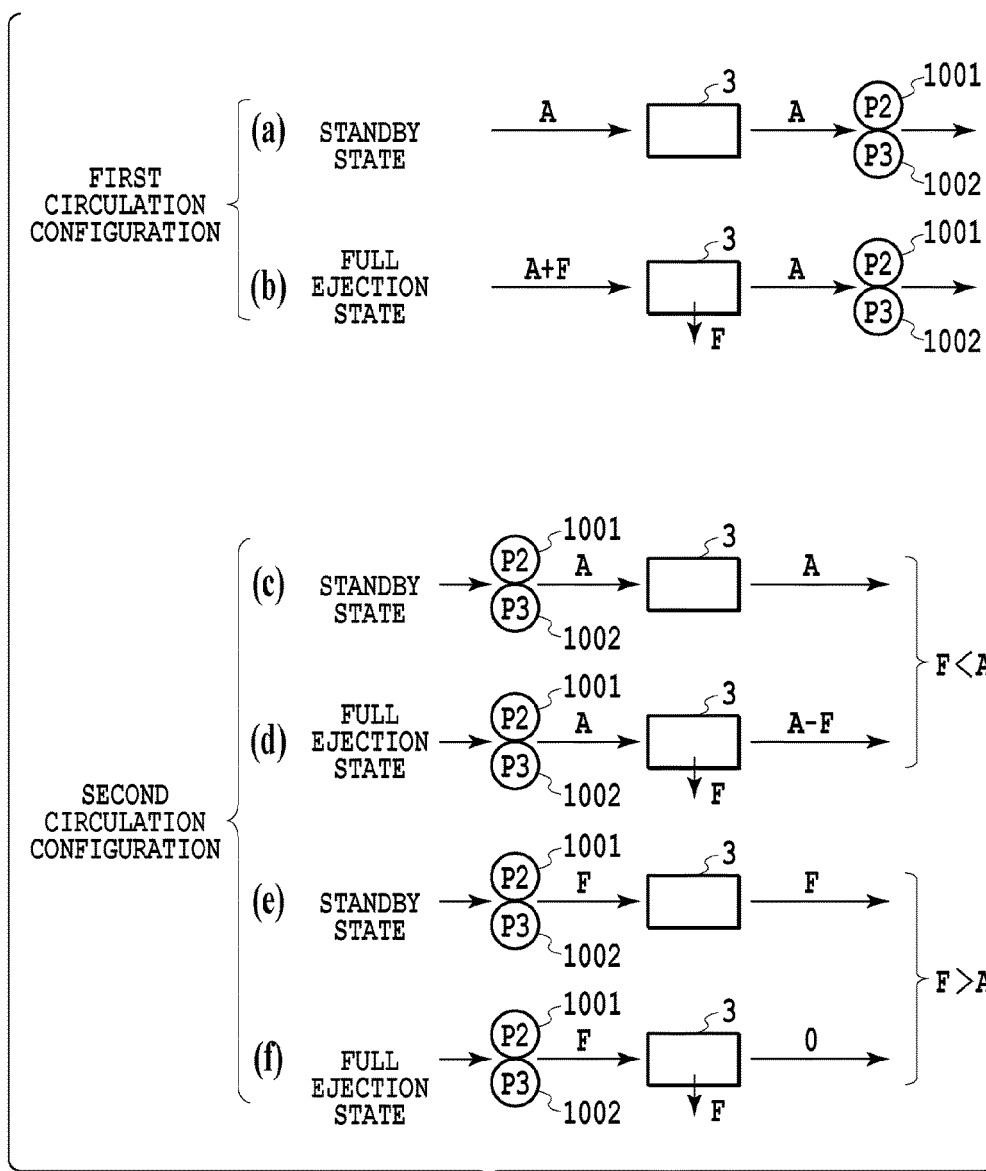 FIRST
CIRCULATION
CONFIGURATION
(a)
STANDBY
STATE
A
3
A
P2
P3
1001
1002
(b)
FULL
EJECTION
STATE
A+F
3
F
A
P2
P3
1001
1002
SECOND
CIRCULATION
CONFIGURATION
(c)
STANDBY
STATE
P2
P3
1001
1002
A
3
A
(d)
FULL
EJECTION
STATE
P2
P3
1001
1002
A
3
F
A-F
F<A
(e)
STANDBY
STATE
P2
P3
1001
1002
F
3
F
(f)
FULL
EJECTION
STATE
P2
P3
1001
1002
F
3
F
0
F>A